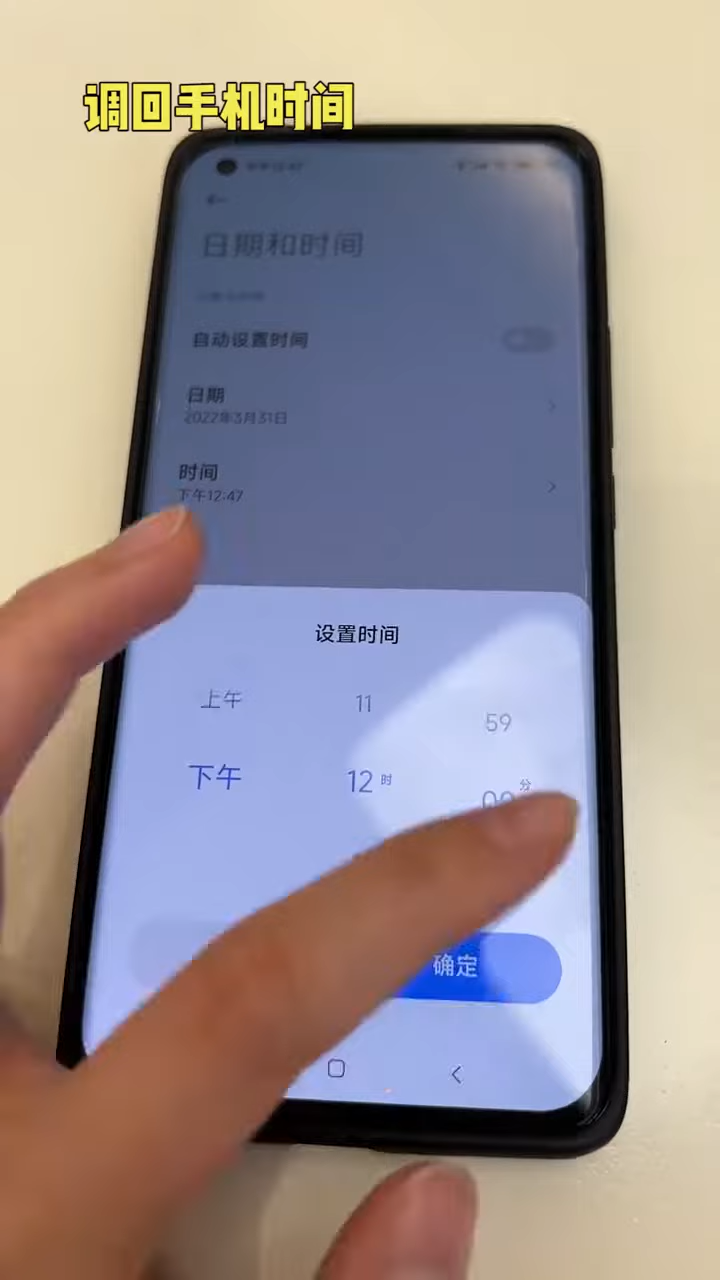 调回手机时间
日期和时间
自动设置时间
日期
2022年3月31日
时间
下午12:47
设置时间
上午 11 59
下午 12 时 分
确定